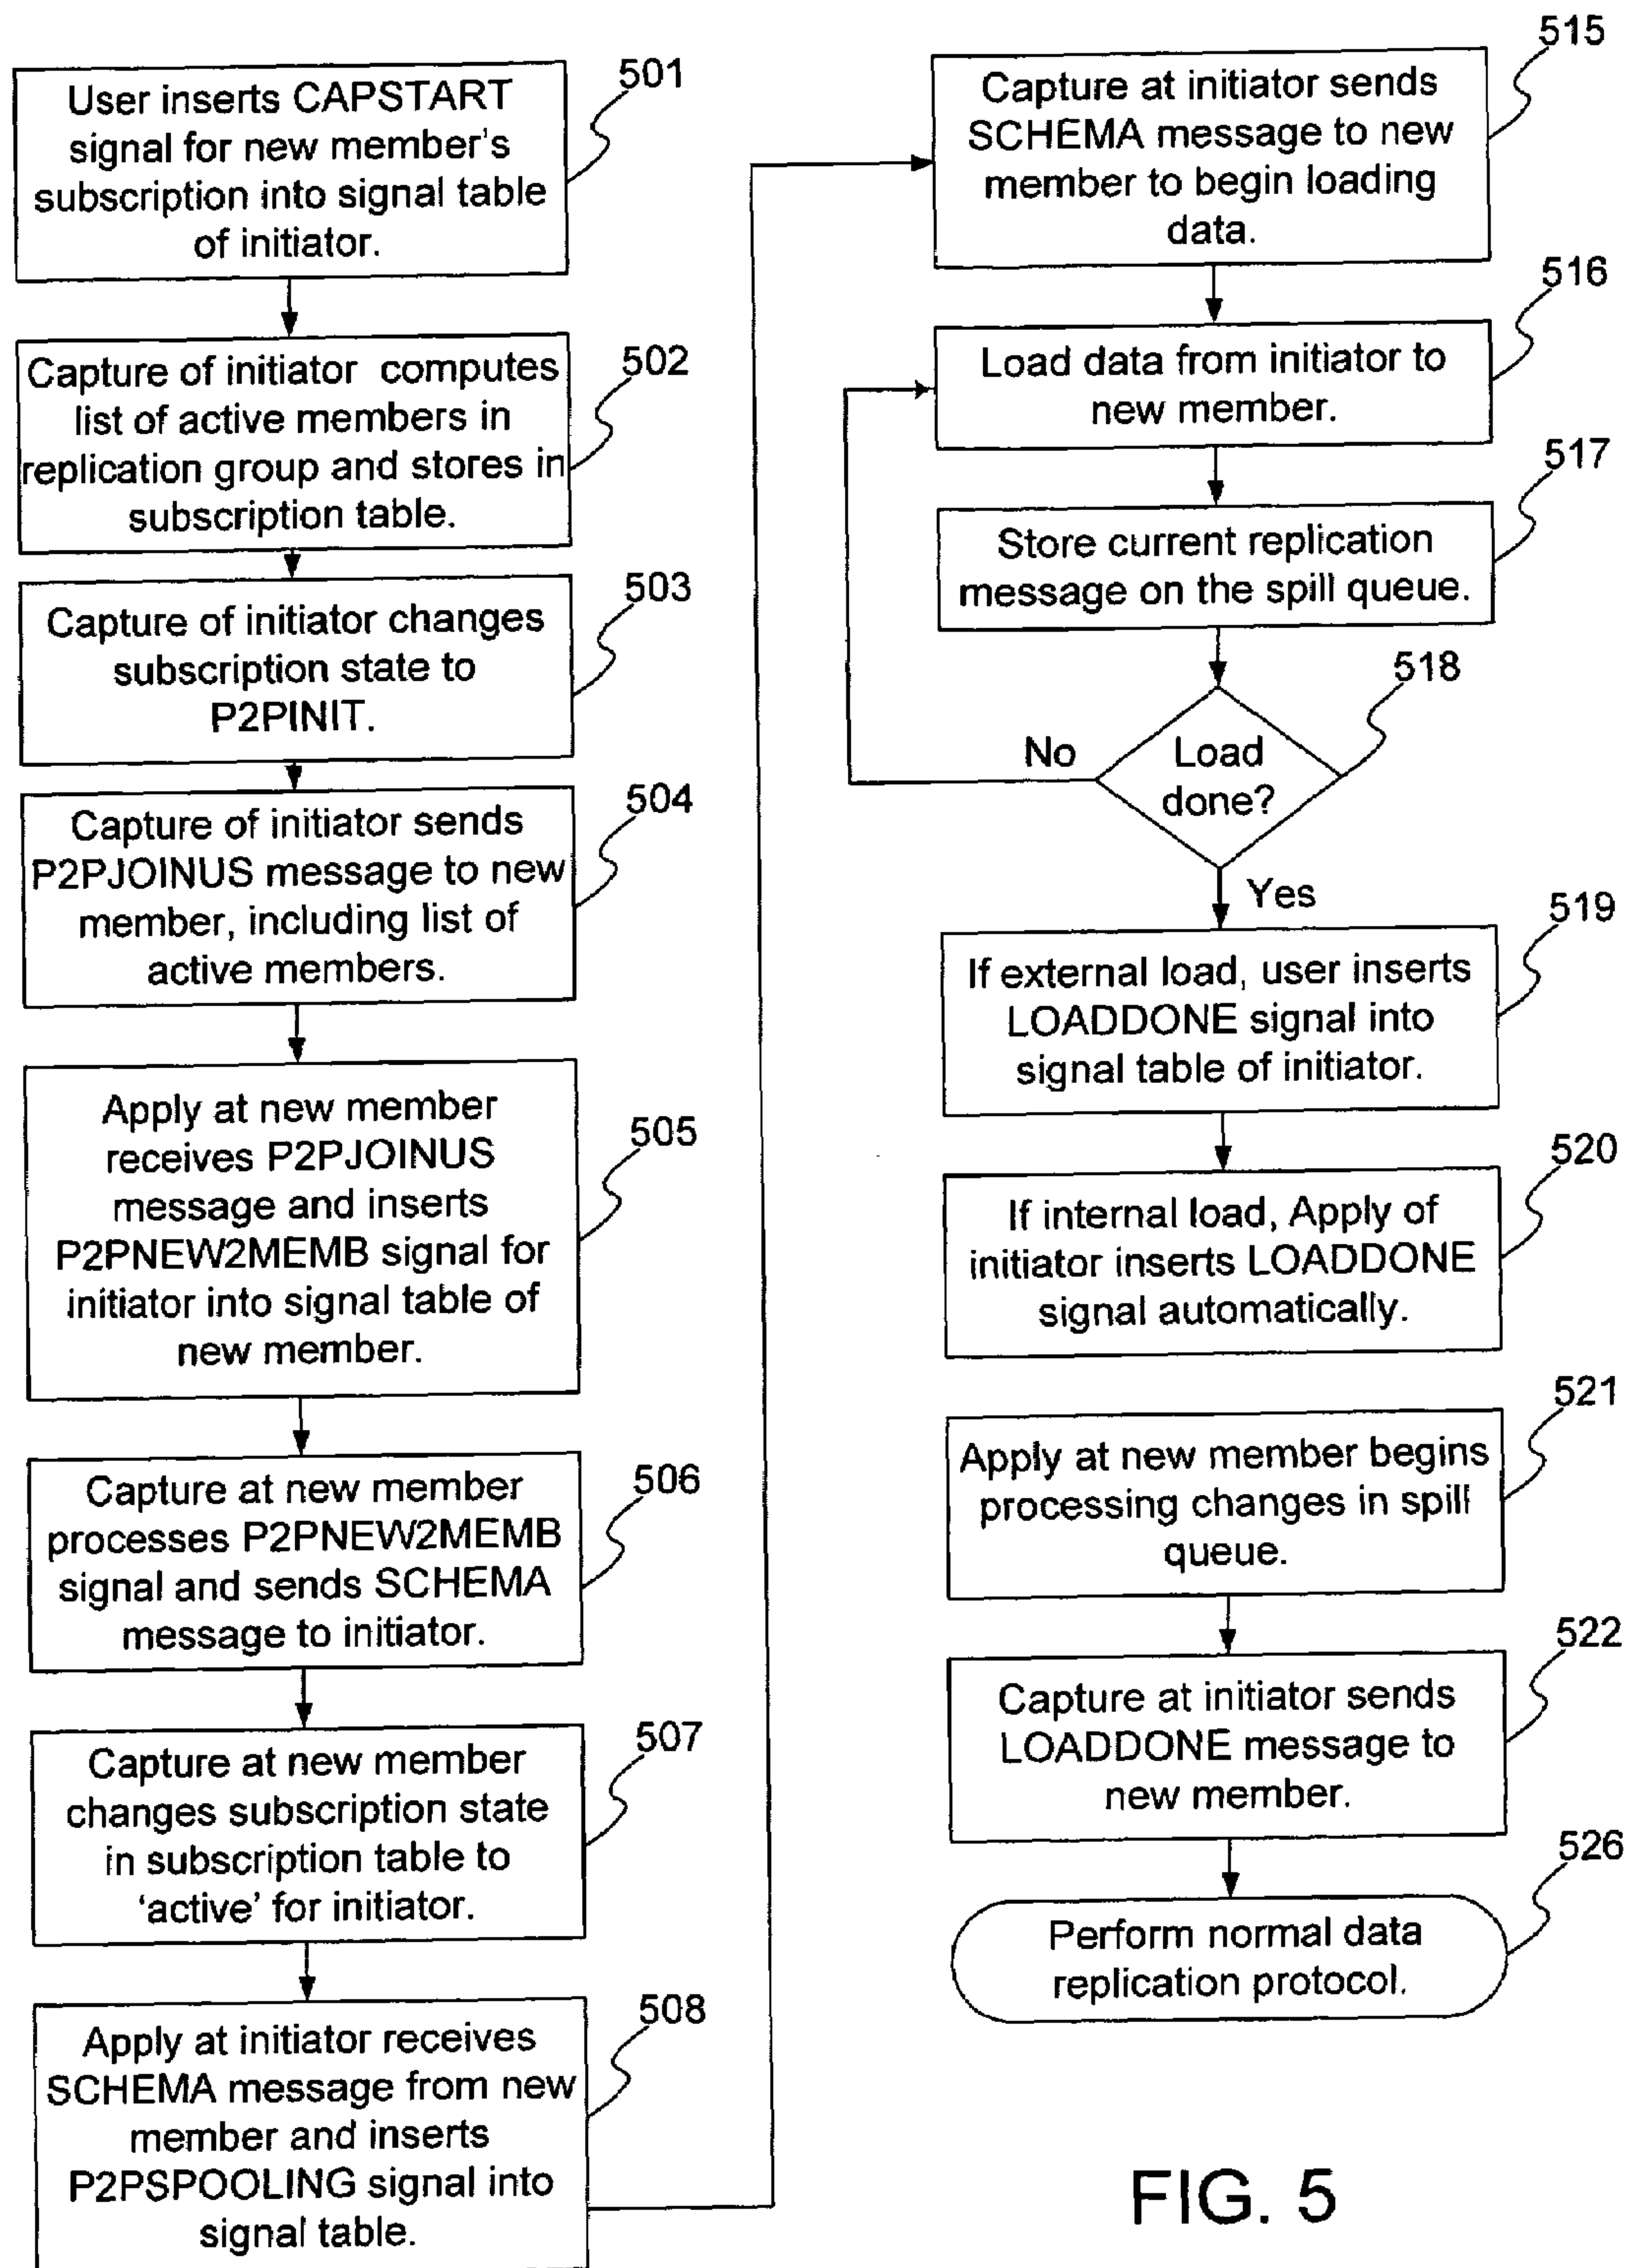 501
User inserts CAPSTART
signal for new member's
subscription into signal table
of initiator.
502
Capture of initiator computes
list of active members in
replication group and stores in
subscription table.
503
Capture of initiator changes
subscription state to
P2PINIT.
504
Capture of initiator sends
P2PJOINUS message to new
member, including list of
active members.
505
Apply at new member
receives P2PJOINUS
message and inserts
P2PNEW2MEMB signal for
initiator into signal table of
new member.
506
Capture at new member
processes P2PNEW2MEMB
signal and sends SCHEMA
message to initiator.
507
Capture at new member
changes subscription state
in subscription table to
‘active’ for initiator.
508
Apply at initiator receives
SCHEMA message from new
member and inserts
P2PSPOOLING signal into
signal table.
515
Capture at initiator sends
SCHEMA message to new
member to begin loading
data.
516
Load data from initiator to
new member.
517
Store current replication
message on the spill queue.
518
Load
done?
No
Yes
519
If external load, user inserts
LOADDONE signal into
signal table of initiator.
520
If internal load, Apply of
initiator inserts LOADDONE
signal automatically.
521
Apply at new member begins
processing changes in spill
queue.
522
Capture at initiator sends
LOADDONE message to
new member.
526
Perform normal data
replication protocol.
FIG. 5